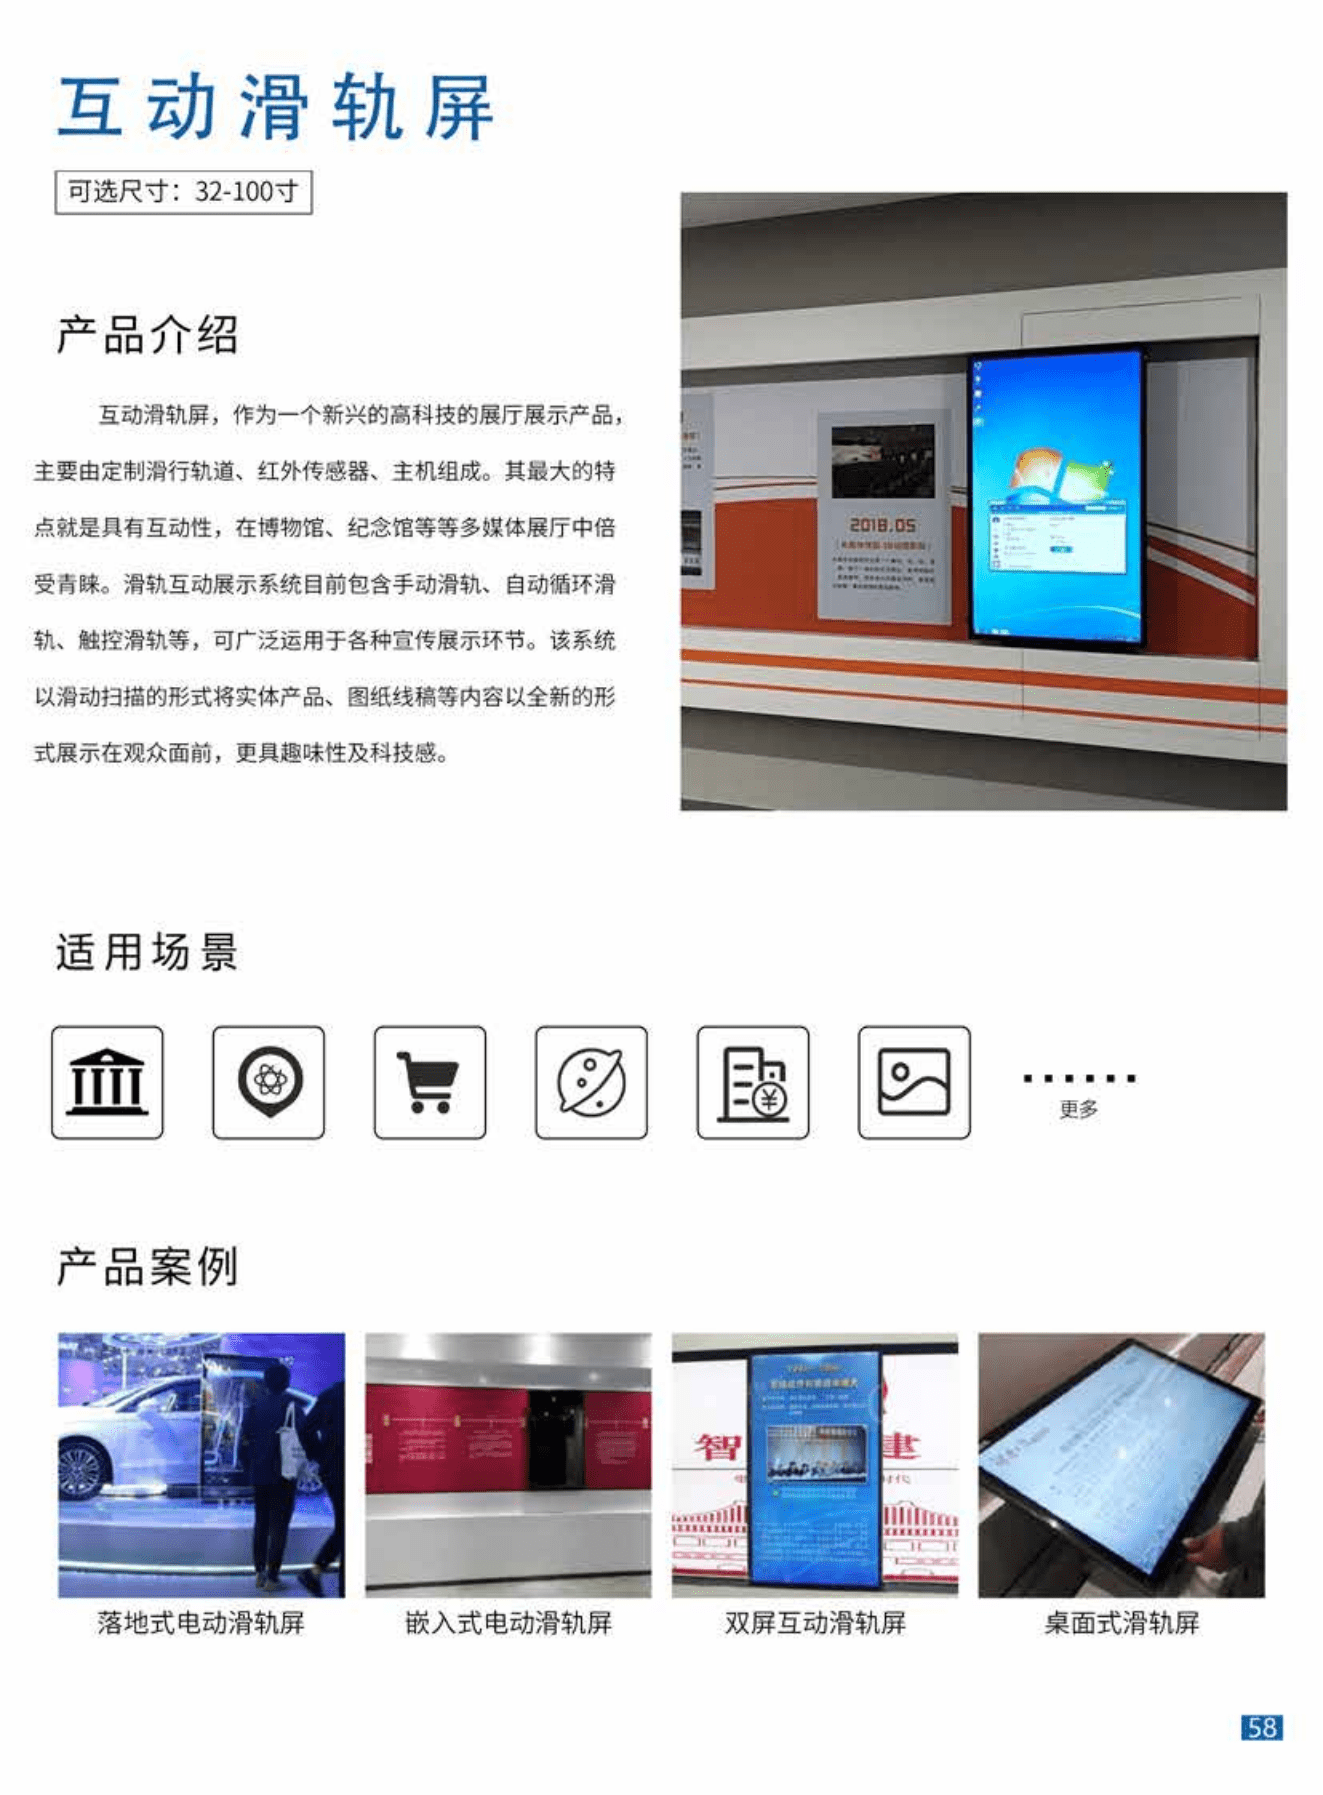 互动滑轨屏
可选尺寸：32-100寸
产品介绍
互动滑轨屏，作为一个新兴的高科技的展厅展示产品，
主要由定制滑行轨道、红外传感器、主机组成。其最大的特
点就是具有互动性，在博物馆、纪念馆等等多媒体展厅中倍
受青睐。滑轨互动展示系统目前包含手动滑轨、自动循环滑
轨、触控滑轨等，可广泛运用于各种宣传展示环节。该系统
以滑动扫描的形式将实体产品、图纸线稿等内容以全新的形
式展示在观众面前，更具趣味性及科技感。
2018.05
适用场景
¥
更多
产品案例
智
建
落地式电动滑轨屏
嵌入式电动滑轨屏
双屏互动滑轨屏
桌面式滑轨屏
58